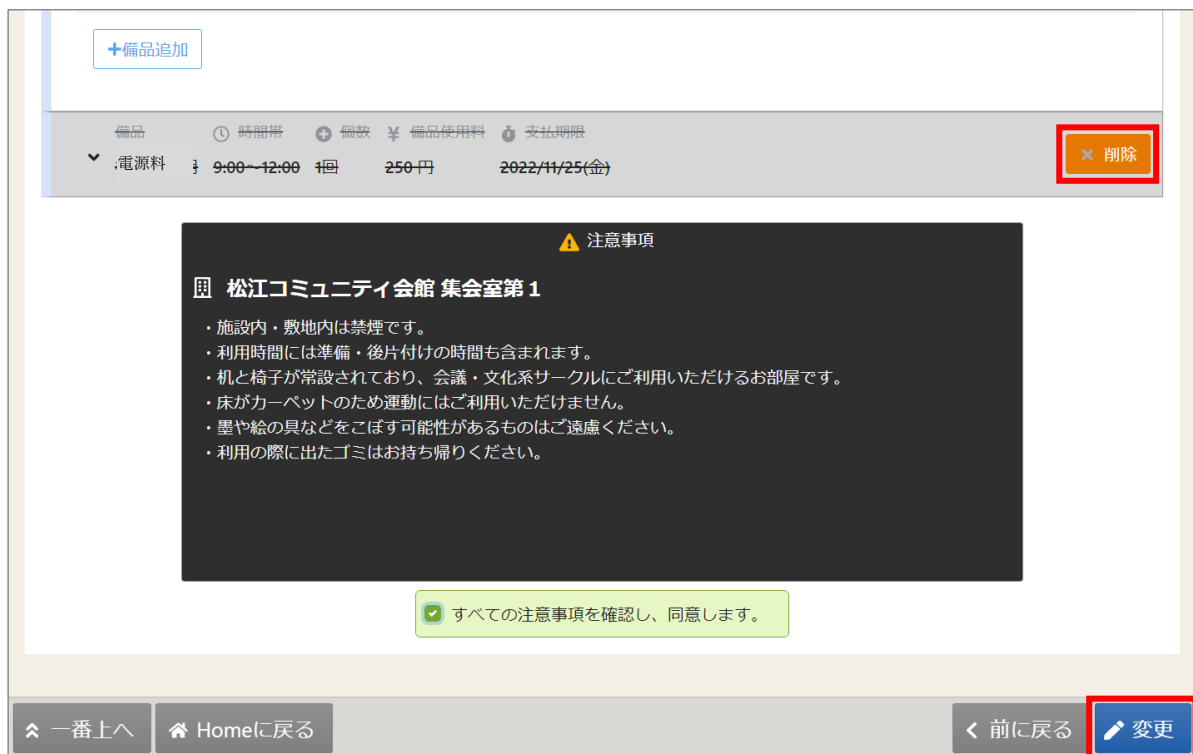 +備品追加
備品 時間帯 個数 ¥ 備品使用料 支払期限
電源料 9:00~12:00 1回 250円 2022/11/25(金)
× 削除
注意事項
松江コミュニティ会館 集会室第1
・施設内・敷地内は禁煙です。
・利用時間には準備・後片付けの時間も含まれます。
・机と椅子が常設されており、会議・文化系サークルにご利用いただけるお部屋です。
・床がカーペットのため運動にはご利用いただけません。
・墨や絵の具などをこぼす可能性があるものはご遠慮ください。
・利用の際に出たゴミはお持ち帰りください。
すべての注意事項を確認し、同意します。
一番上へ Homeに戻る 前に戻る 変更